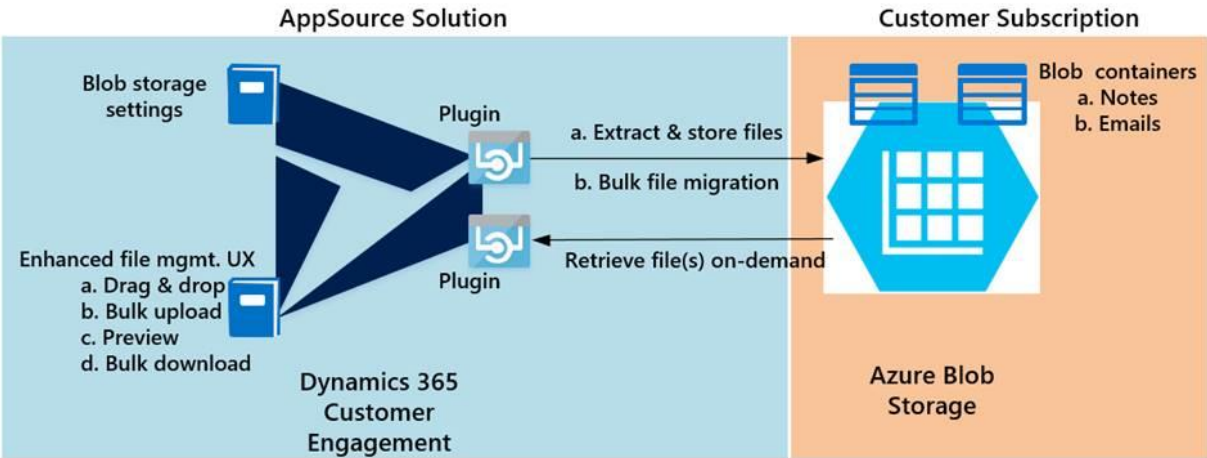 AppSource Solution
Customer Subscription
Blob storage
settings
Plugin
a. Extract & store files
b. Bulk file migration
Blob containers
a. Notes
b. Emails
Enhanced file mgmt. UX
a. Drag & drop
b. Bulk upload
c. Preview
d. Bulk download
Plugin
Retrieve file(s) on-demand
Dynamics 365
Customer
Engagement
Azure Blob
Storage